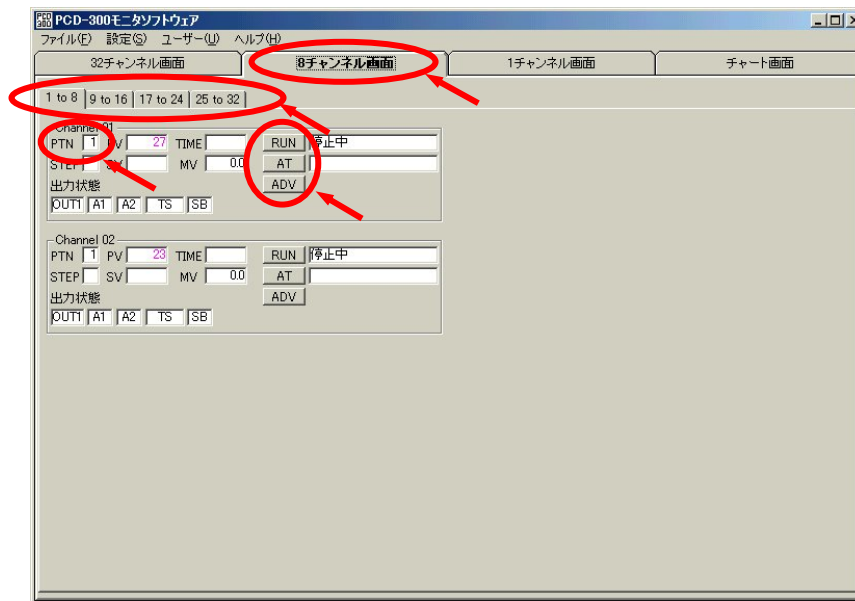 PCD-300モニタソフトウェア
ファイル(F) 設定(S) ユーザー(U) ヘルプ(H)
32チャンネル画面 8チャンネル画面 1チャンネル画面 チャート画面
1 to 8 9 to 16 17 to 24 25 to 32
Channel 01
PTN 1 PV 27 TIME RUN 停止中
STEP SV MV 0.0 AT
出力状態 ADV
OUT1 A1 A2 TS SB
Channel 02
PTN 1 PV 23 TIME RUN 停止中
STEP SV MV 0.0 AT
出力状態 ADV
OUT1 A1 A2 TS SB